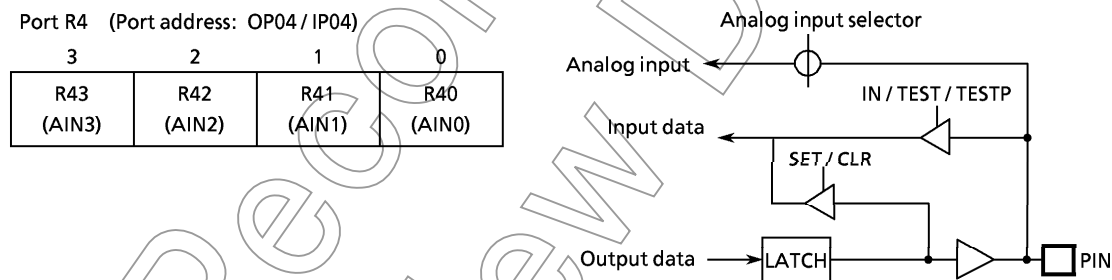 Port R4 (Port address: OP04 / IP04)
3 2 1 0
R43 R42 R41 R40
(AIN3) (AIN2) (AIN1) (AIN0)
Analog input selector
Analog input
IN / TEST / TESTP
Input data
SET / CLR
Output data
LATCH
PIN